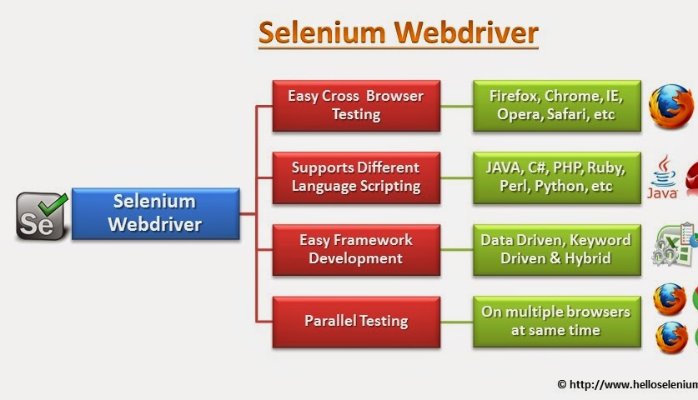 Selenium Webdriver
Easy Cross Browser
Testing
Firefox, Chrome, IE,
Opera, Safari, etc
Supports Different
Language Scripting
JAVA, C#, PHP, Ruby,
Perl, Python, etc
Java
Se
Selenium
Webdriver
Easy Framework
Development
Data Driven, Keyword
Driven & Hybrid
Parallel Testing
On multiple browsers
at same time
© http://www.helloselenium